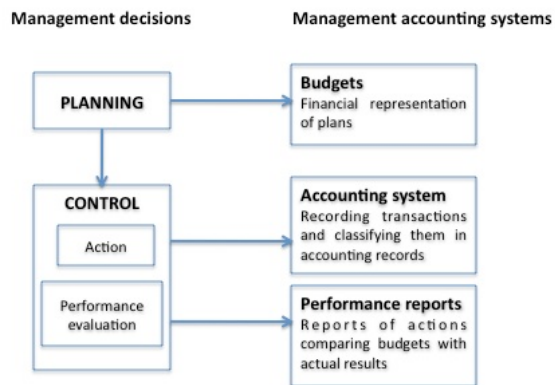 Management decisions
Management accounting systems
PLANNING
Budgets
Financial representation
of plans
CONTROL
Action
Accounting system
Recording transactions
and classifying them in
accounting records
Performance
evaluation
Performance reports
Reports of actions
comparing budgets with
actual results